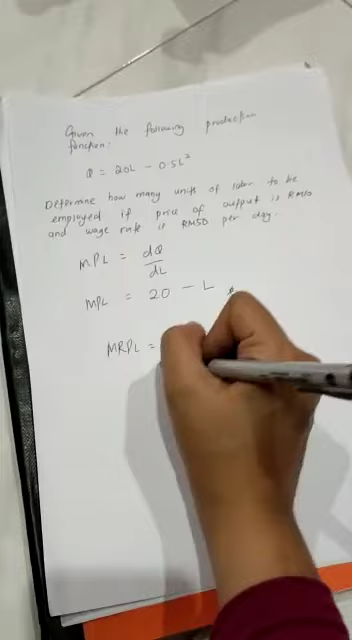 Given the following production
function:
Q = 20L - 0.5L²
Determine how many units of labor to be
employed if price of output is RM10
and wage rate is RM50 per day.
MPL = dQ/dL
MPL = 20 - L
MRPL =